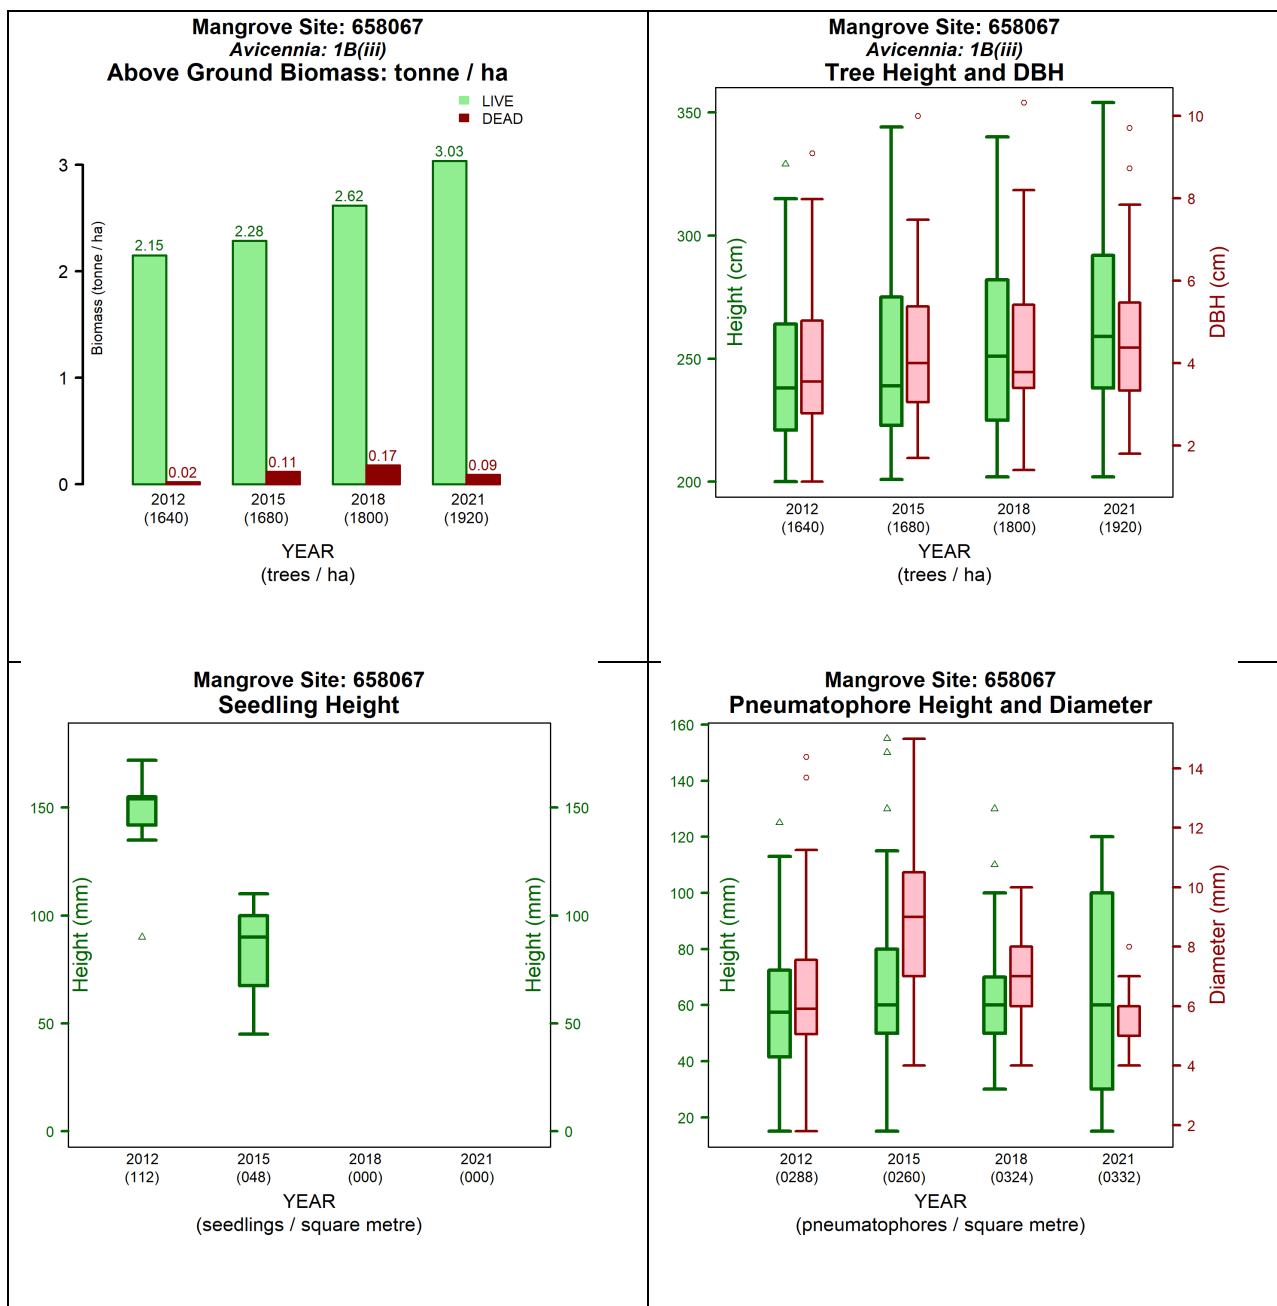 Mangrove Site: 658067
Avicennia: 1B(iii)
Above Ground Biomass: tonne / ha
LIVE
DEAD
Biomass (tonne / ha)
3
2
1
0
2.15
0.02
2.28
0.11
2.62
0.17
3.03
0.09
2012 2015 2018 2021
(1640) (1680) (1800) (1920)
YEAR
(trees / ha)
Mangrove Site: 658067
Avicennia: 1B(iii)
Tree Height and DBH
Height (cm)
350
300
250
200
DBH (cm)
10
8
6
4
2
2012 2015 2018 2021
(1640) (1680) (1800) (1920)
YEAR
(trees / ha)
Mangrove Site: 658067
Seedling Height
Height (mm)
150
100
50
0
Height (mm)
150
100
50
0
2012 2015 2018 2021
(112) (048) (000) (000)
YEAR
(seedlings / square metre)
Mangrove Site: 658067
Pneumatophore Height and Diameter
Height (mm)
160
140
120
100
80
60
40
20
Diameter (mm)
14
12
10
8
6
4
2
2012 2015 2018 2021
(0288) (0260) (0324) (0332)
YEAR
(pneumatophores / square metre)